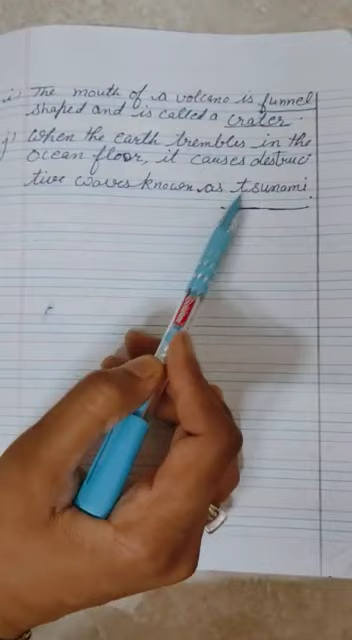 i) The mouth of a volcano is funnel
shaped and is called a crater.
j) When the earth trembles in the
ocean floor, it causes destruc
tive waves known as tsunami.